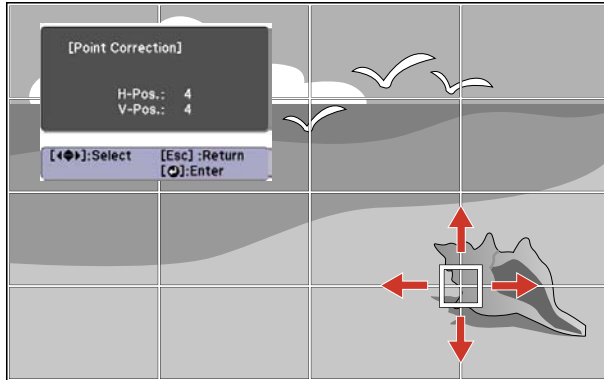 [Point Correction]
H-Pos.: 4
V-Pos.: 4
[◀◆▶]:Select [Esc] :Return
[↵]:Enter